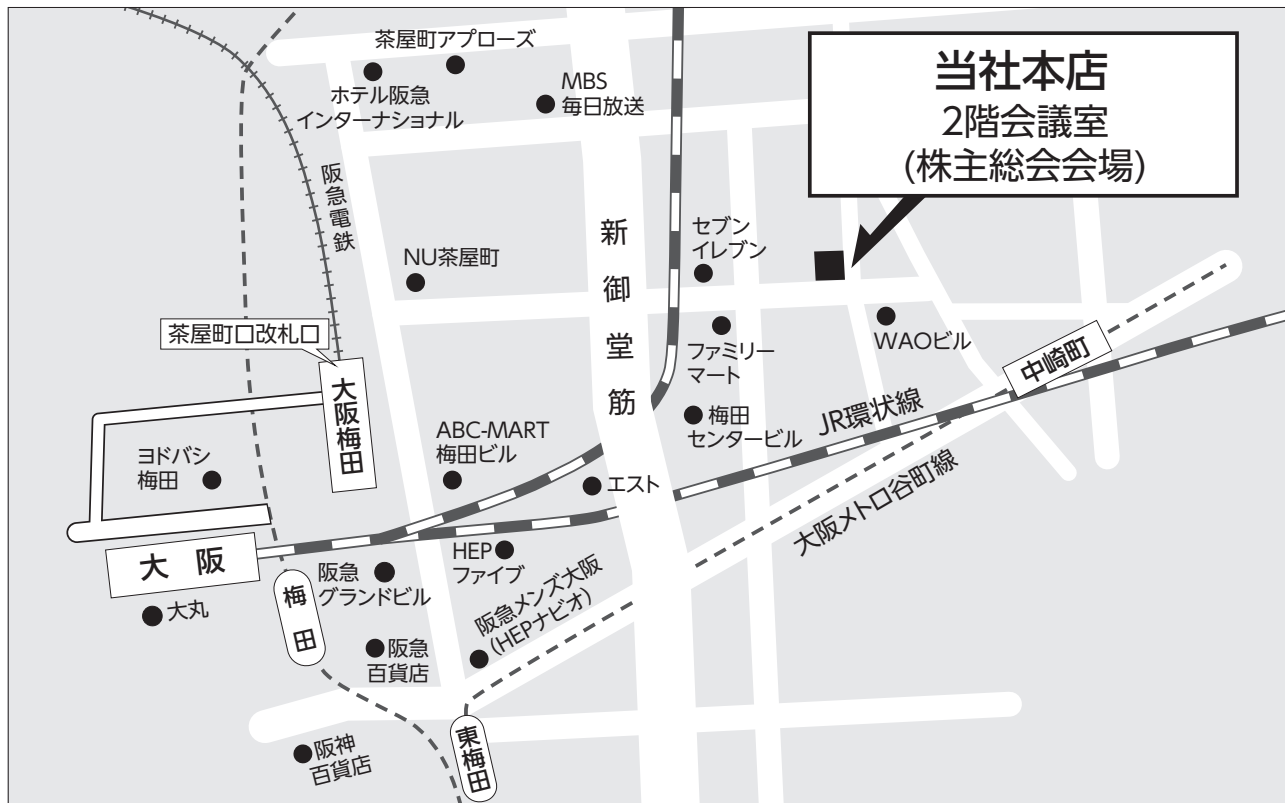 茶屋町アプローズ
ホテル阪急
インターナショナル
MBS
毎日放送
当社本店
2階会議室
(株主総会会場)
阪急電鉄
新御堂筋
セブン
イレブン
NU茶屋町
茶屋町口改札口
ファミリー
マート
WAOビル
中崎町
大阪梅田
梅田
センタービル
JR環状線
ABC-MART
梅田ビル
ヨドバシ
梅田
エスト
大阪メトロ谷町線
大阪
HEP
ファイブ
阪急
グランドビル
梅田
大丸
阪急メンズ大阪
(HEPナビオ)
阪急
百貨店
東梅田
阪神
百貨店